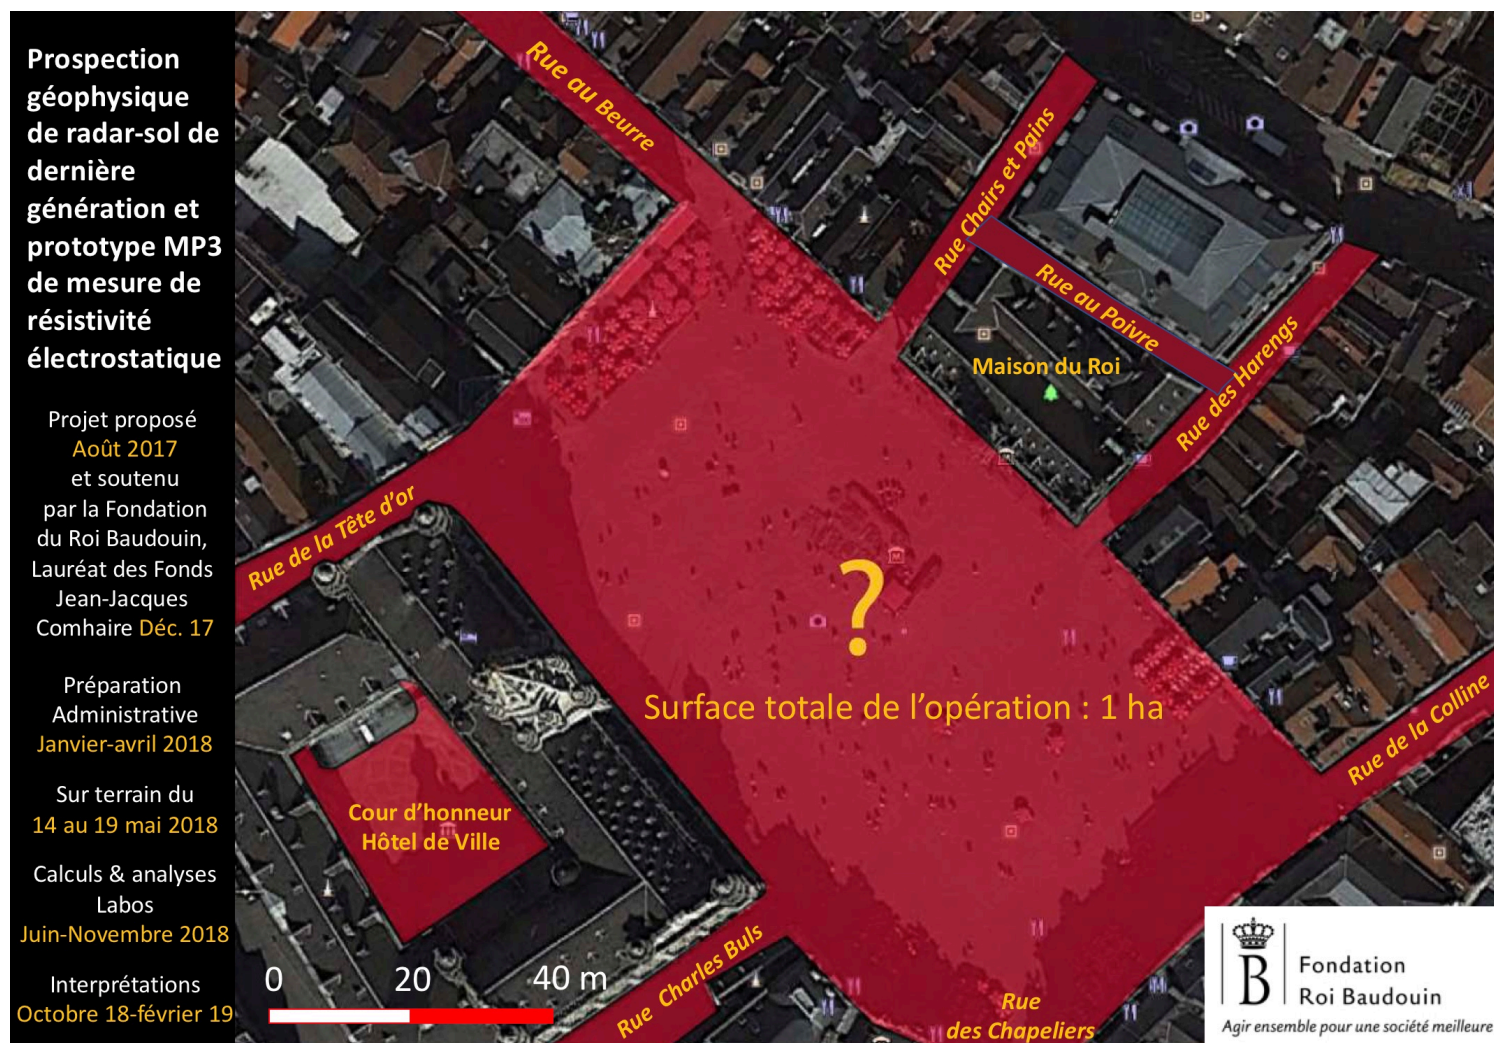 Prospection
géophysique
de radar-sol de
dernière
génération et
prototype MP3
de mesure de
résistivité
électrostatique
Projet proposé
Août 2017
et soutenu
par la Fondation
du Roi Baudouin,
Lauréat des Fonds
Jean-Jacques
Comhaire Déc. 17
Préparation
Administrative
Janvier-avril 2018
Sur terrain du
14 au 19 mai 2018
Calculs & analyses
Labos
Juin-Novembre 2018
Interprétations
Octobre 18-février 19
Rue au Beurre
Rue Chairs et Pains
Rue au Poivre
Maison du Roi
Rue des Harengs
Rue de la Tête d'or
?
Surface totale de l'opération : 1 ha
Rue de la Colline
Cour d'honneur
Hôtel de Ville
0 20 40 m
Rue Charles Buls
Rue
des Chapeliers
B
Fondation
Roi Baudouin
Agir ensemble pour une société meilleure